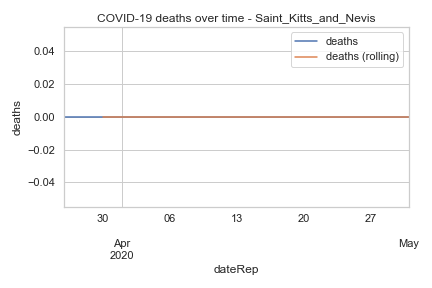 COVID-19 deaths over time - Saint_Kitts_and_Nevis
deaths
deaths (rolling)
0.04
0.02
0.00
−0.02
−0.04
deaths
30
06
13
20
27
Apr
2020
May
dateRep